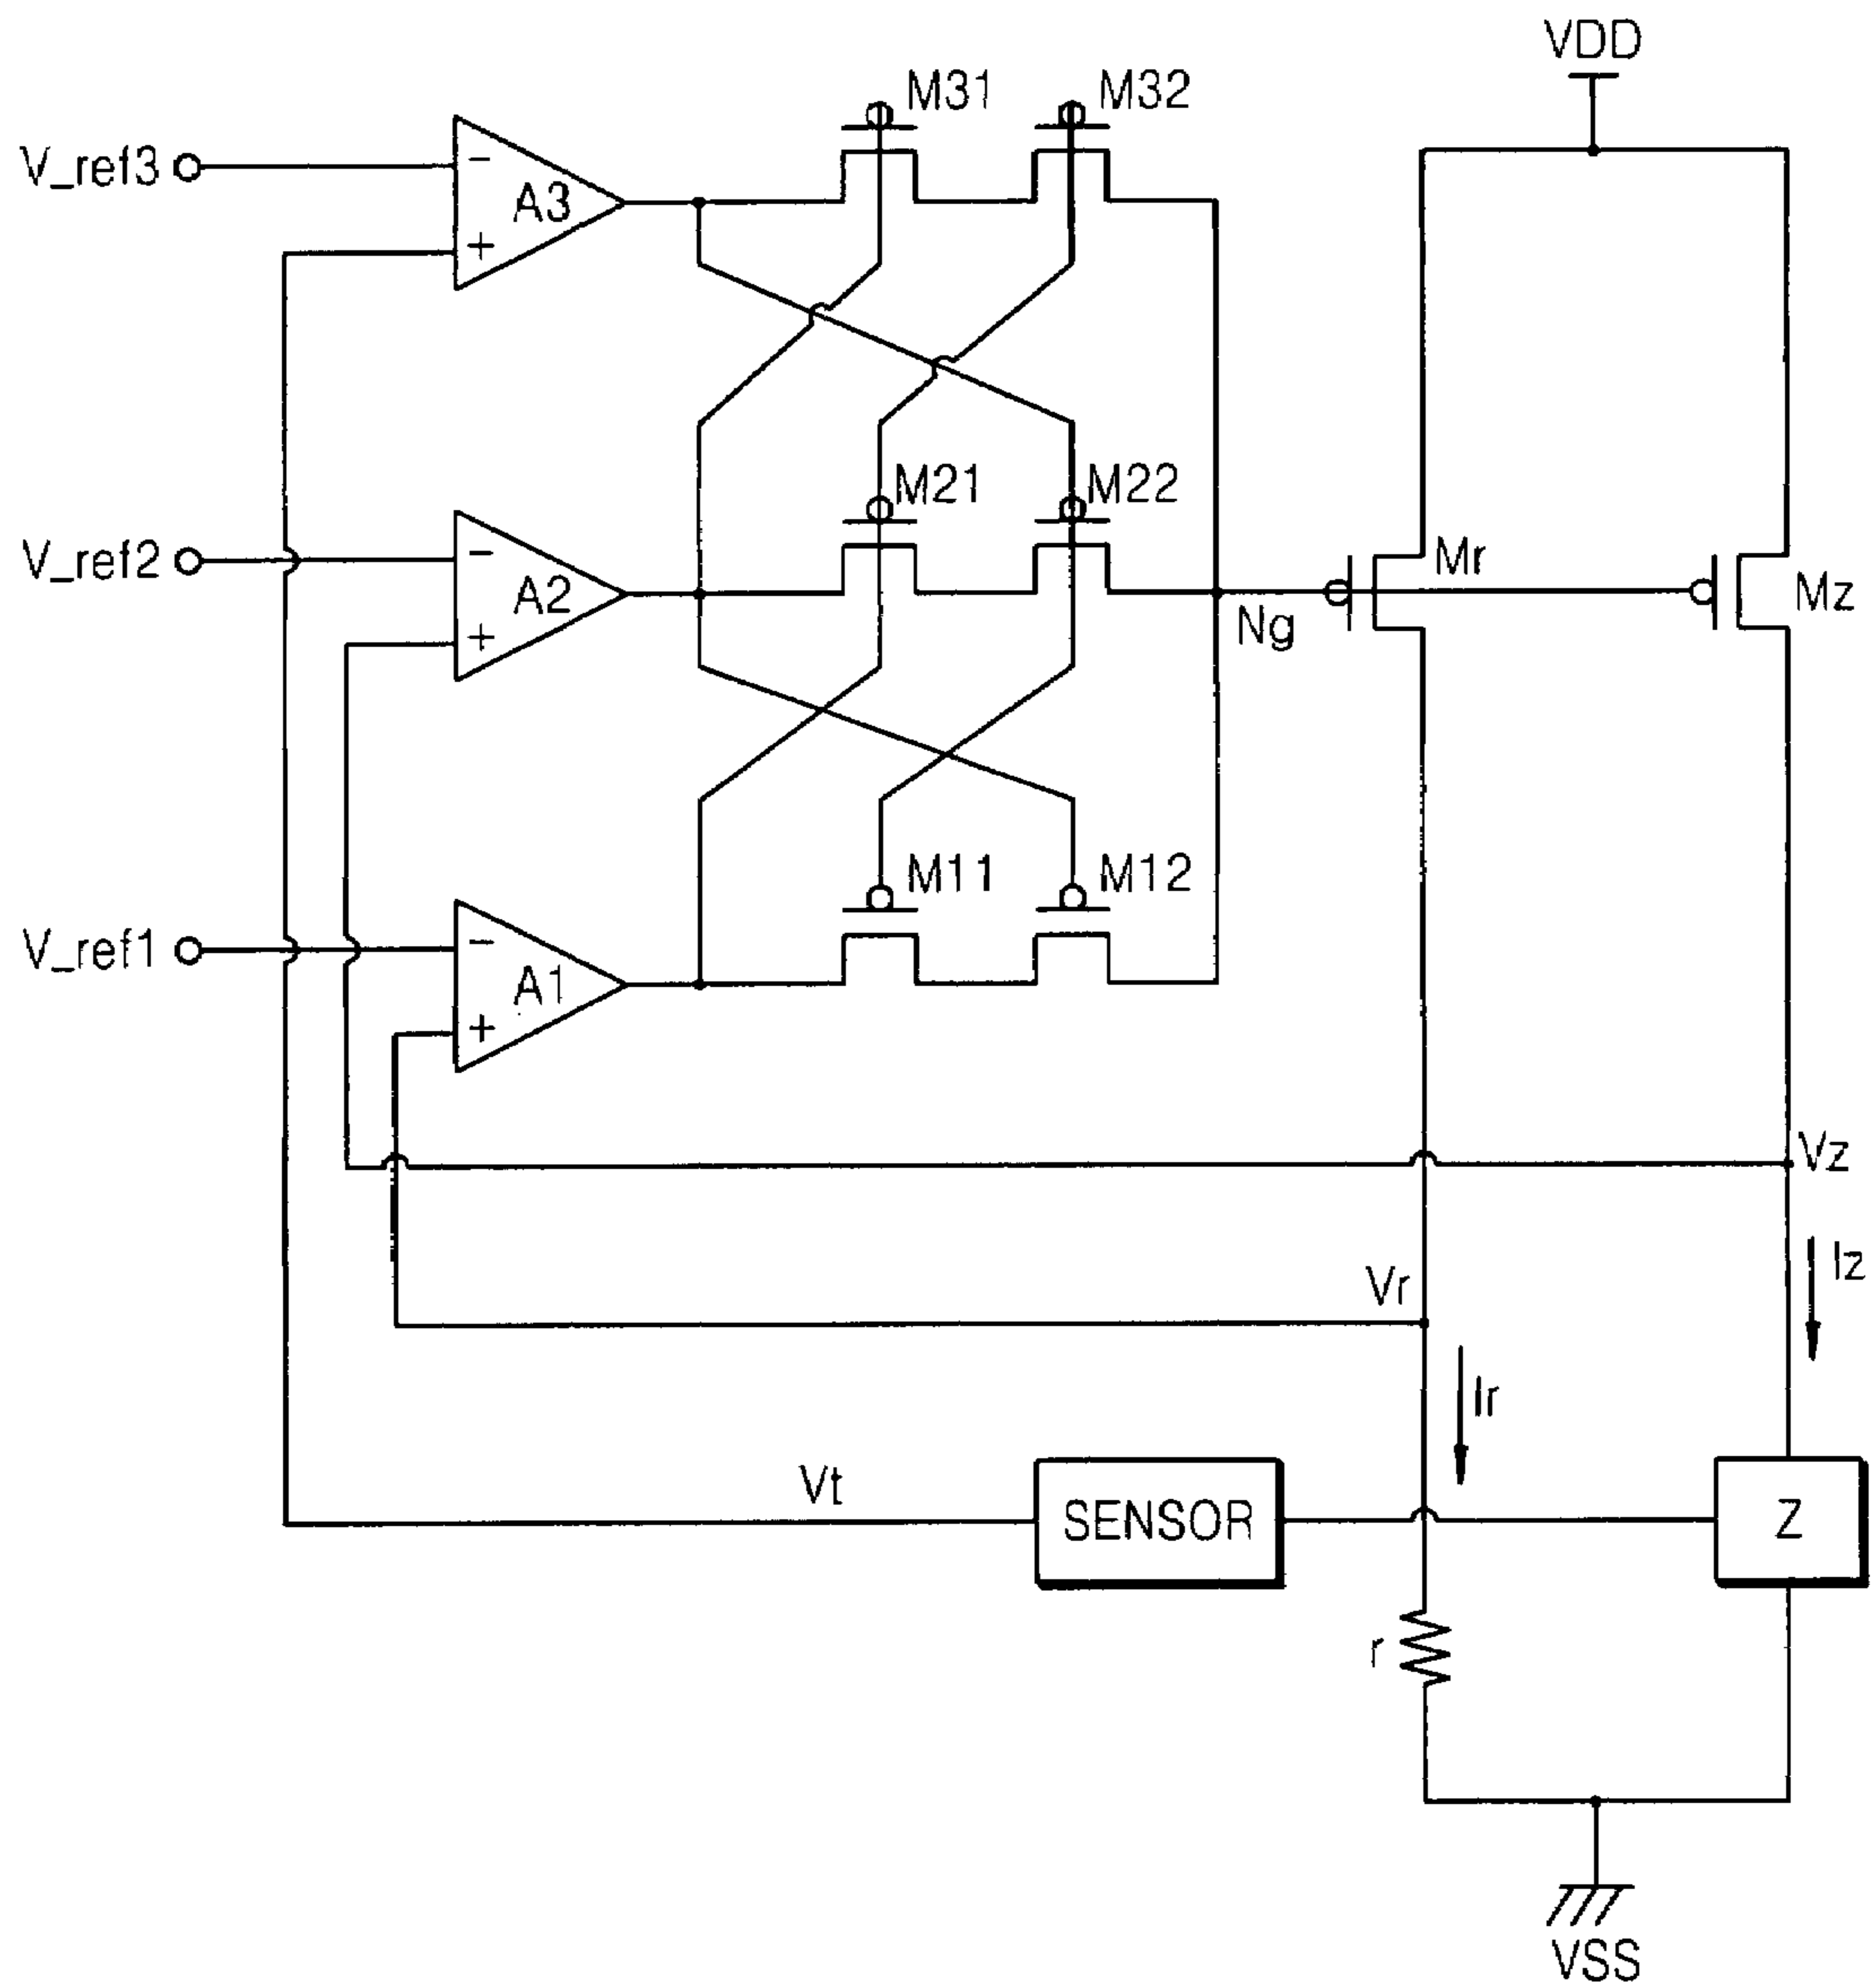 VDD
M31
M32
V_ref3
−
A3
+
M21
M22
V_ref2
−
A2
+
Mr
Mz
Ng
M11
M12
V_ref1
−
A1
+
Vz
Iz
Vr
Ir
Vt
SENSOR
Z
r
VSS